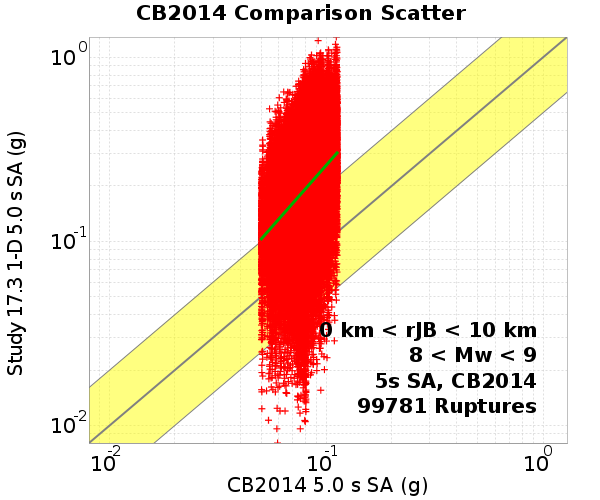 CB2014 Comparison Scatter
Study 17.3 1-D 5.0 s SA (g)
10^0
10^-1
10^-2
0 km < rJB < 10 km
8 < Mw < 9
5s SA, CB2014
99781 Ruptures
10^-2 10^-1 10^0
CB2014 5.0 s SA (g)